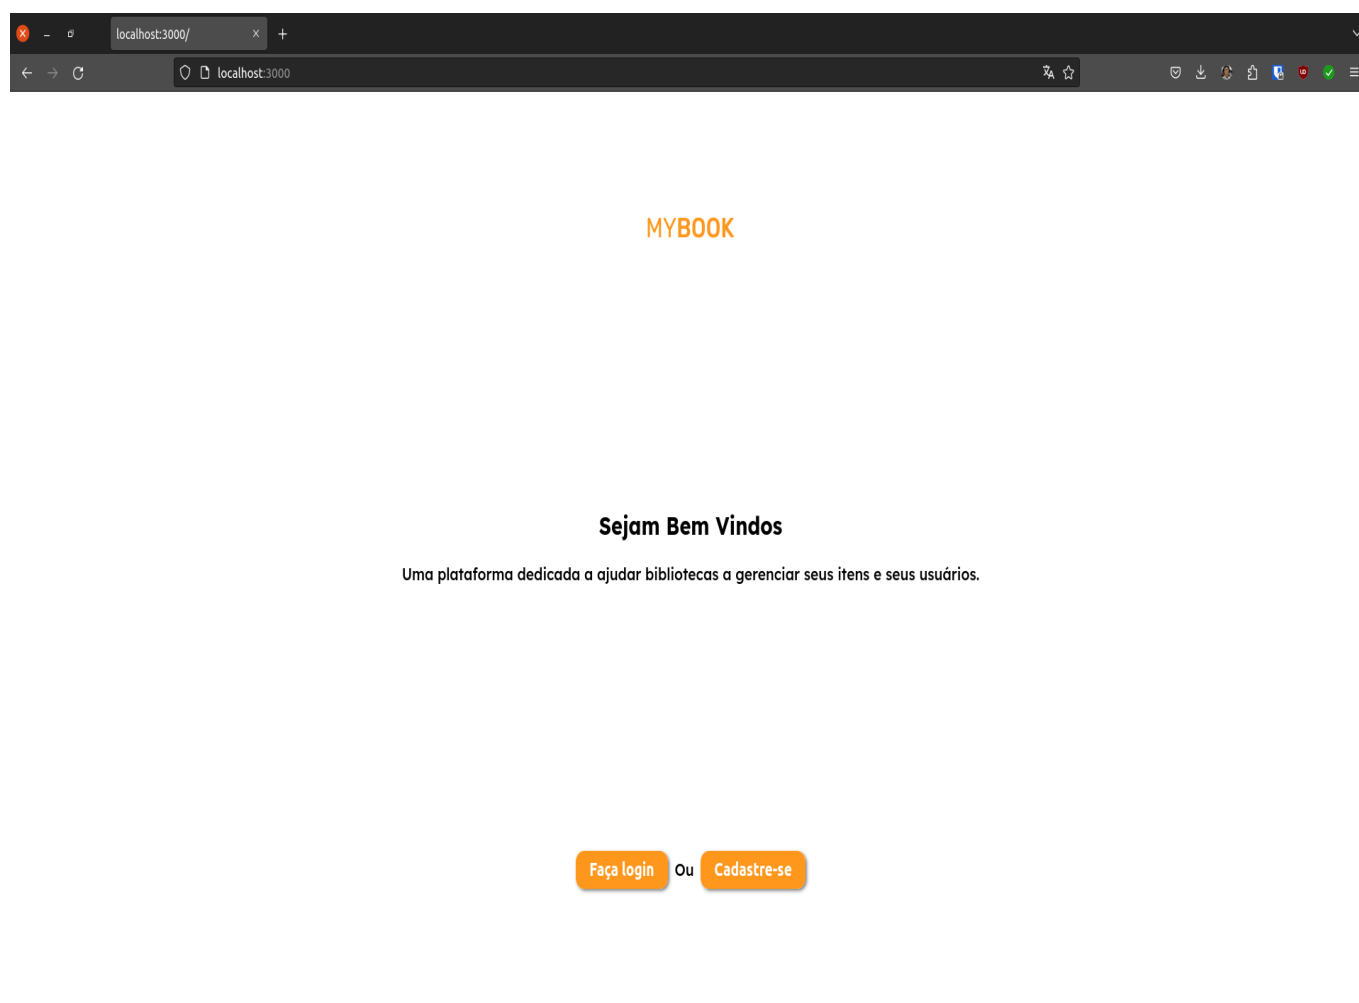 localhost:3000/
localhost:3000
MYBOOK
Sejam Bem Vindos
Uma plataforma dedicada a ajudar bibliotecas a gerenciar seus itens e seus usuários.
Faça login Ou Cadastre-se